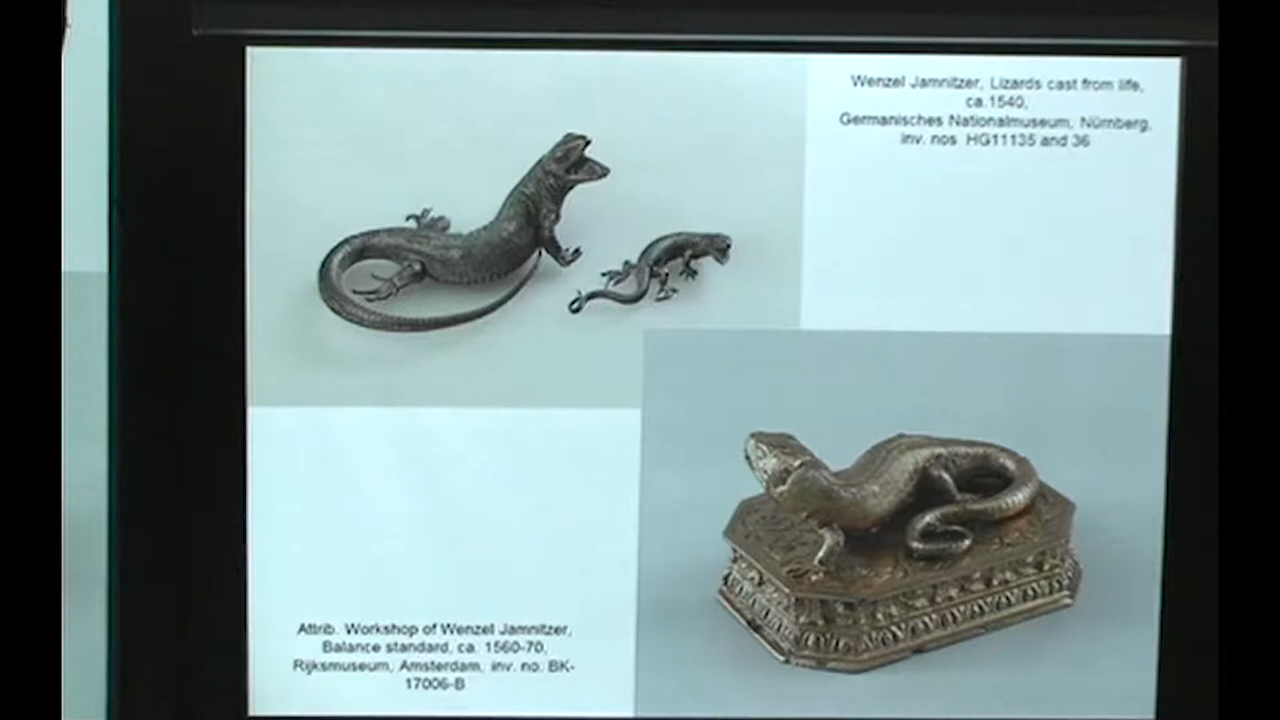 Wenzel Jamnitzer, Lizards cast from life,
ca.1540,
Germanisches Nationalmuseum, Nürnberg,
inv. nos HG11135 and 36
Attrib. Workshop of Wenzel Jamnitzer,
Balance standard, ca. 1560-70,
Rijksmuseum, Amsterdam, inv. no. BK-
17006-B